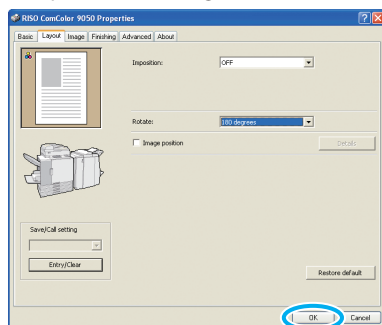 RISO ComColor 9050 Properties
Basic Layout Image Finishing Advanced About
Imposition: OFF
Rotate: 180 degrees
Image position Details
Save/Call setting
Entry/Clear
Restore default
OK Cancel